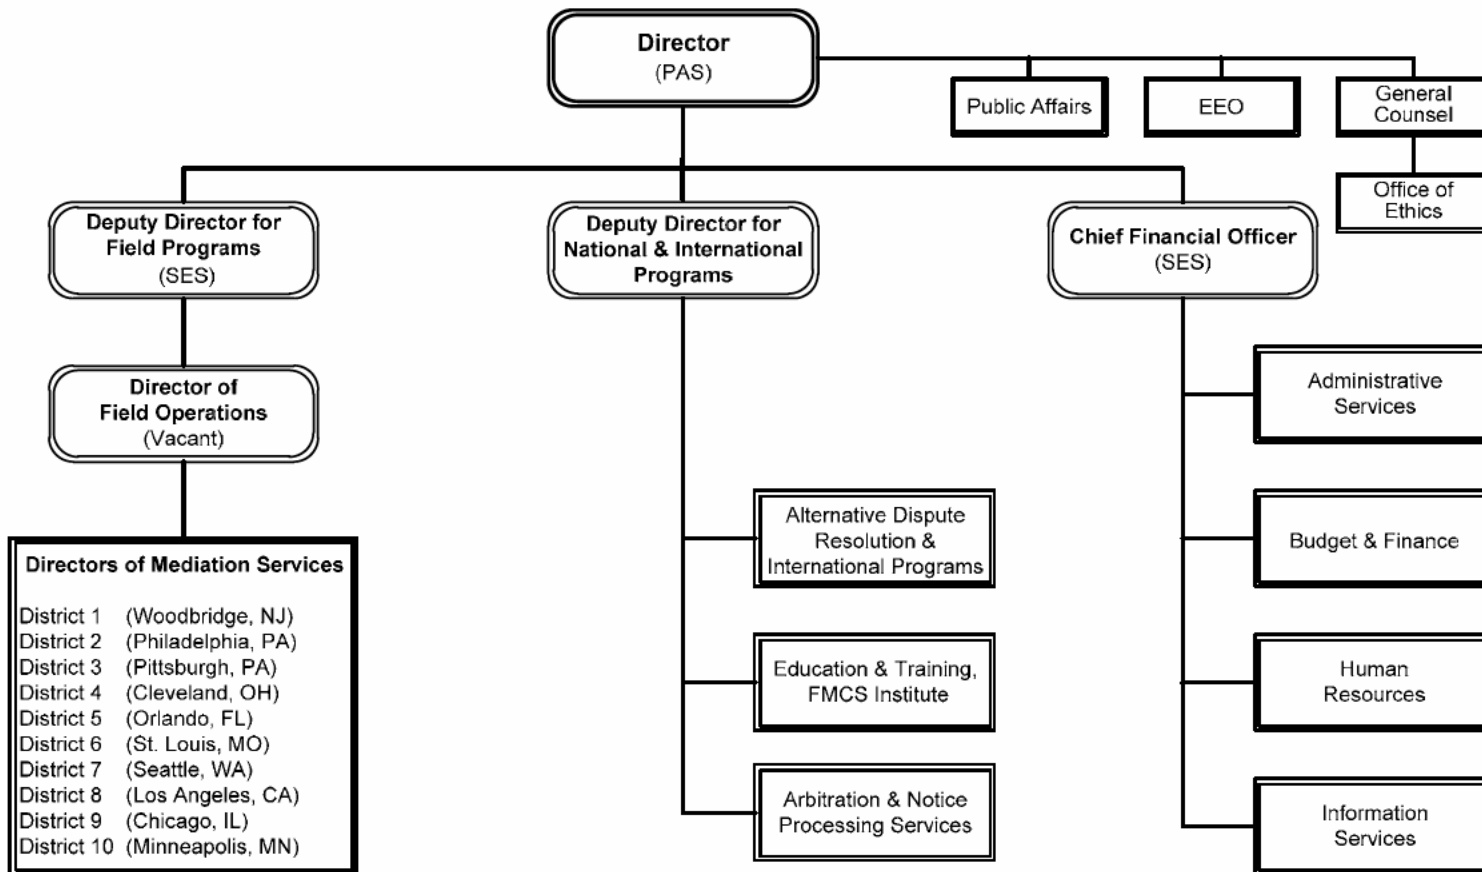 Director
(PAS)
Public Affairs
EEO
General
Counsel
Office of
Ethics
Deputy Director for
Field Programs
(SES)
Deputy Director for
National & International
Programs
Chief Financial Officer
(SES)
Director of
Field Operations
(Vacant)
Directors of Mediation Services
District 1 (Woodbridge, NJ)
District 2 (Philadelphia, PA)
District 3 (Pittsburgh, PA)
District 4 (Cleveland, OH)
District 5 (Orlando, FL)
District 6 (St. Louis, MO)
District 7 (Seattle, WA)
District 8 (Los Angeles, CA)
District 9 (Chicago, IL)
District 10 (Minneapolis, MN)
Alternative Dispute
Resolution &
International Programs
Education & Training,
FMCS Institute
Arbitration & Notice
Processing Services
Administrative
Services
Budget & Finance
Human
Resources
Information
Services